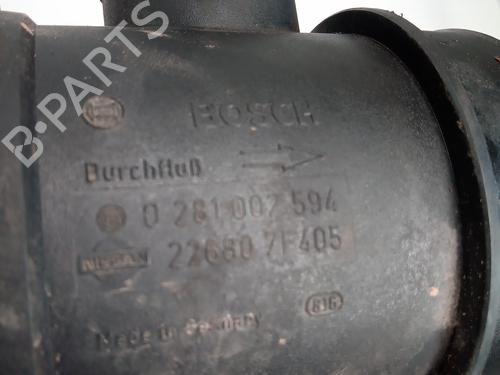 B-PARTS
BOSCH
Durchfluß
0 281 002 594
NISSAN 22680 7F405
Made in Germany 816